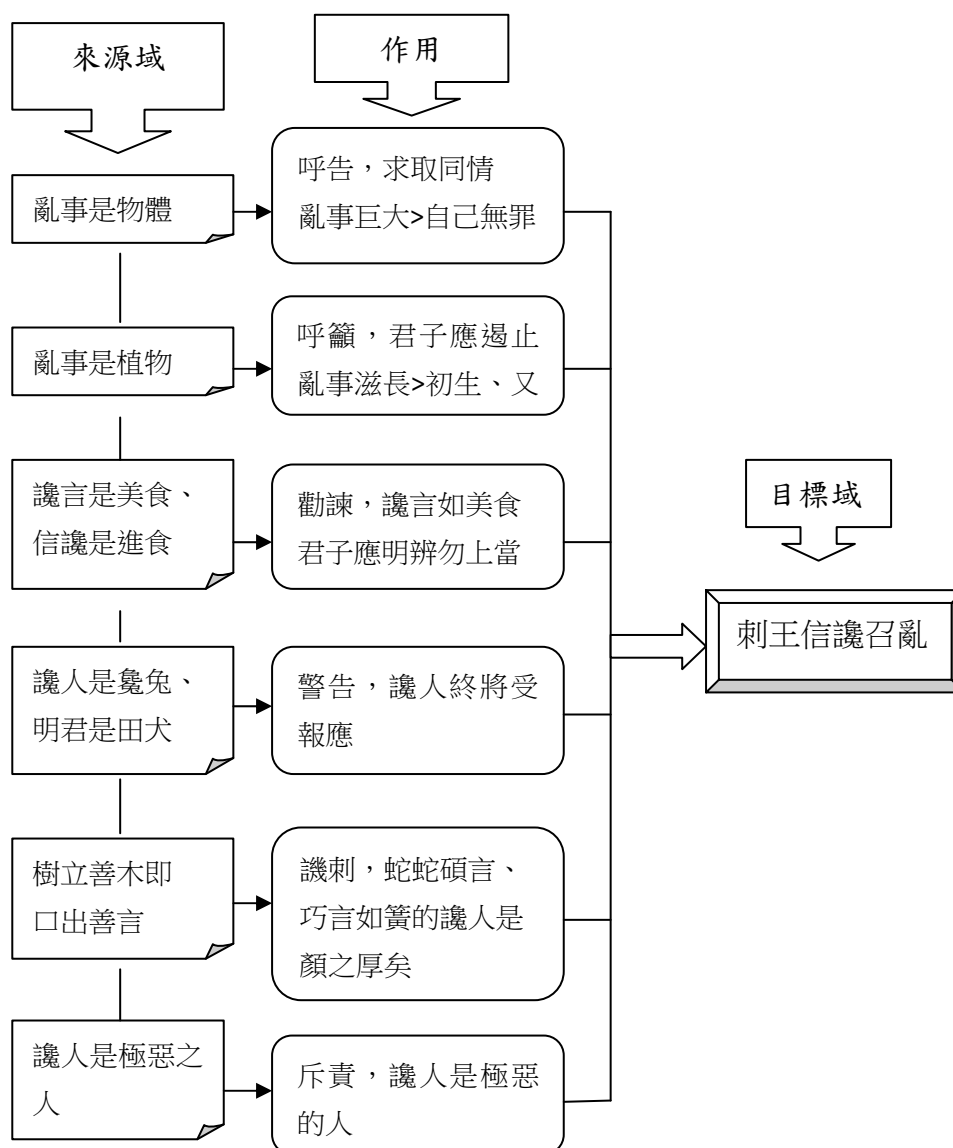 來源域
作用
亂事是物體
呼告，求取同情
亂事巨大>自己無罪
亂事是植物
呼籲，君子應遏止
亂事滋長>初生、又
讒言是美食、
信讒是進食
勸諫，讒言如美食
君子應明辨勿上當
目標域
刺王信讒召亂
讒人是毚兔、
明君是田犬
警告，讒人終將受
報應
樹立善木即
口出善言
譏刺，蛇蛇碩言、
巧言如簧的讒人是
顏之厚矣
讒人是極惡之
人
斥責，讒人是極惡
的人